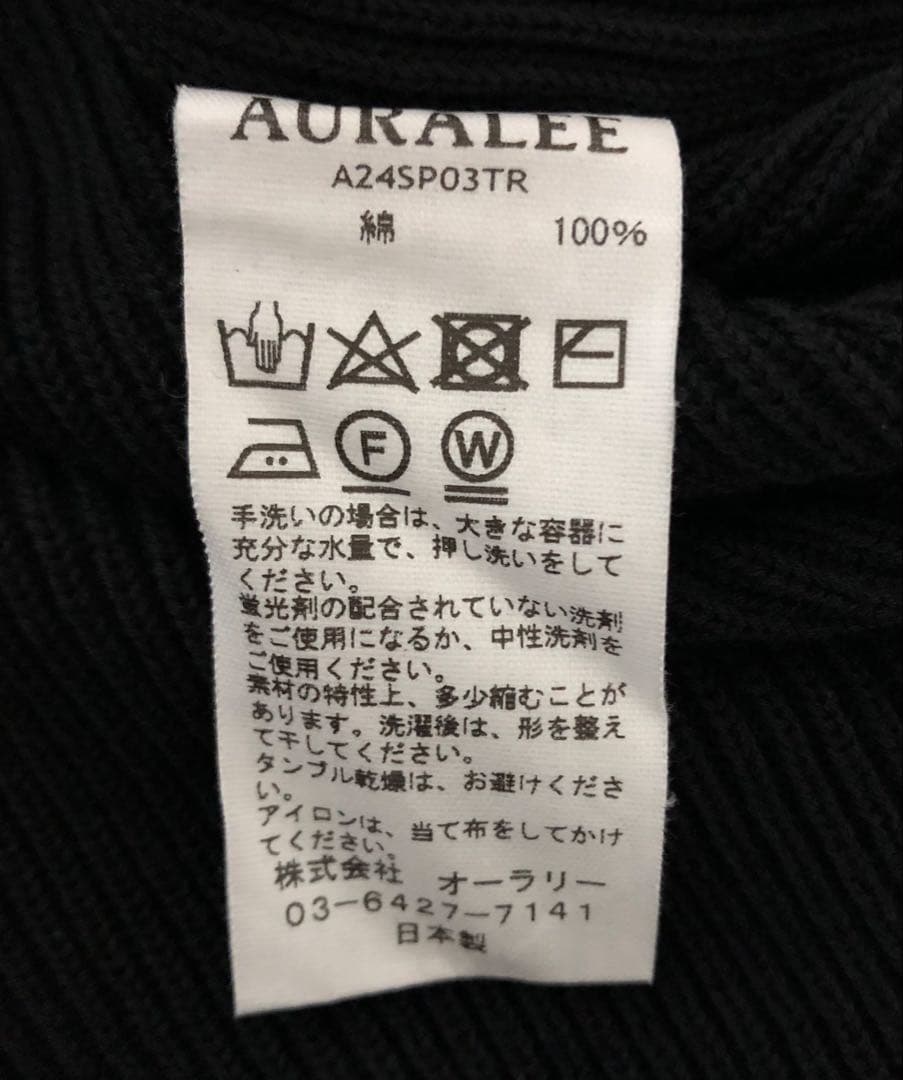 AURALEE
A24SP03TR
綿 100%
F W
手洗いの場合は、大きな容器に
充分な水量で、押し洗いをして
ください。
蛍光剤の配合されていない洗剤
をご使用になるか、中性洗剤を
ご使用ください。
素材の特性上、多少縮むことが
あります。洗濯後は、形を整え
て干してください。
タンブル乾燥は、お避けくださ
い。
アイロンは、当て布をしてかけ
てください。
株式会社 オーラリー
03-6427-7141
日本製